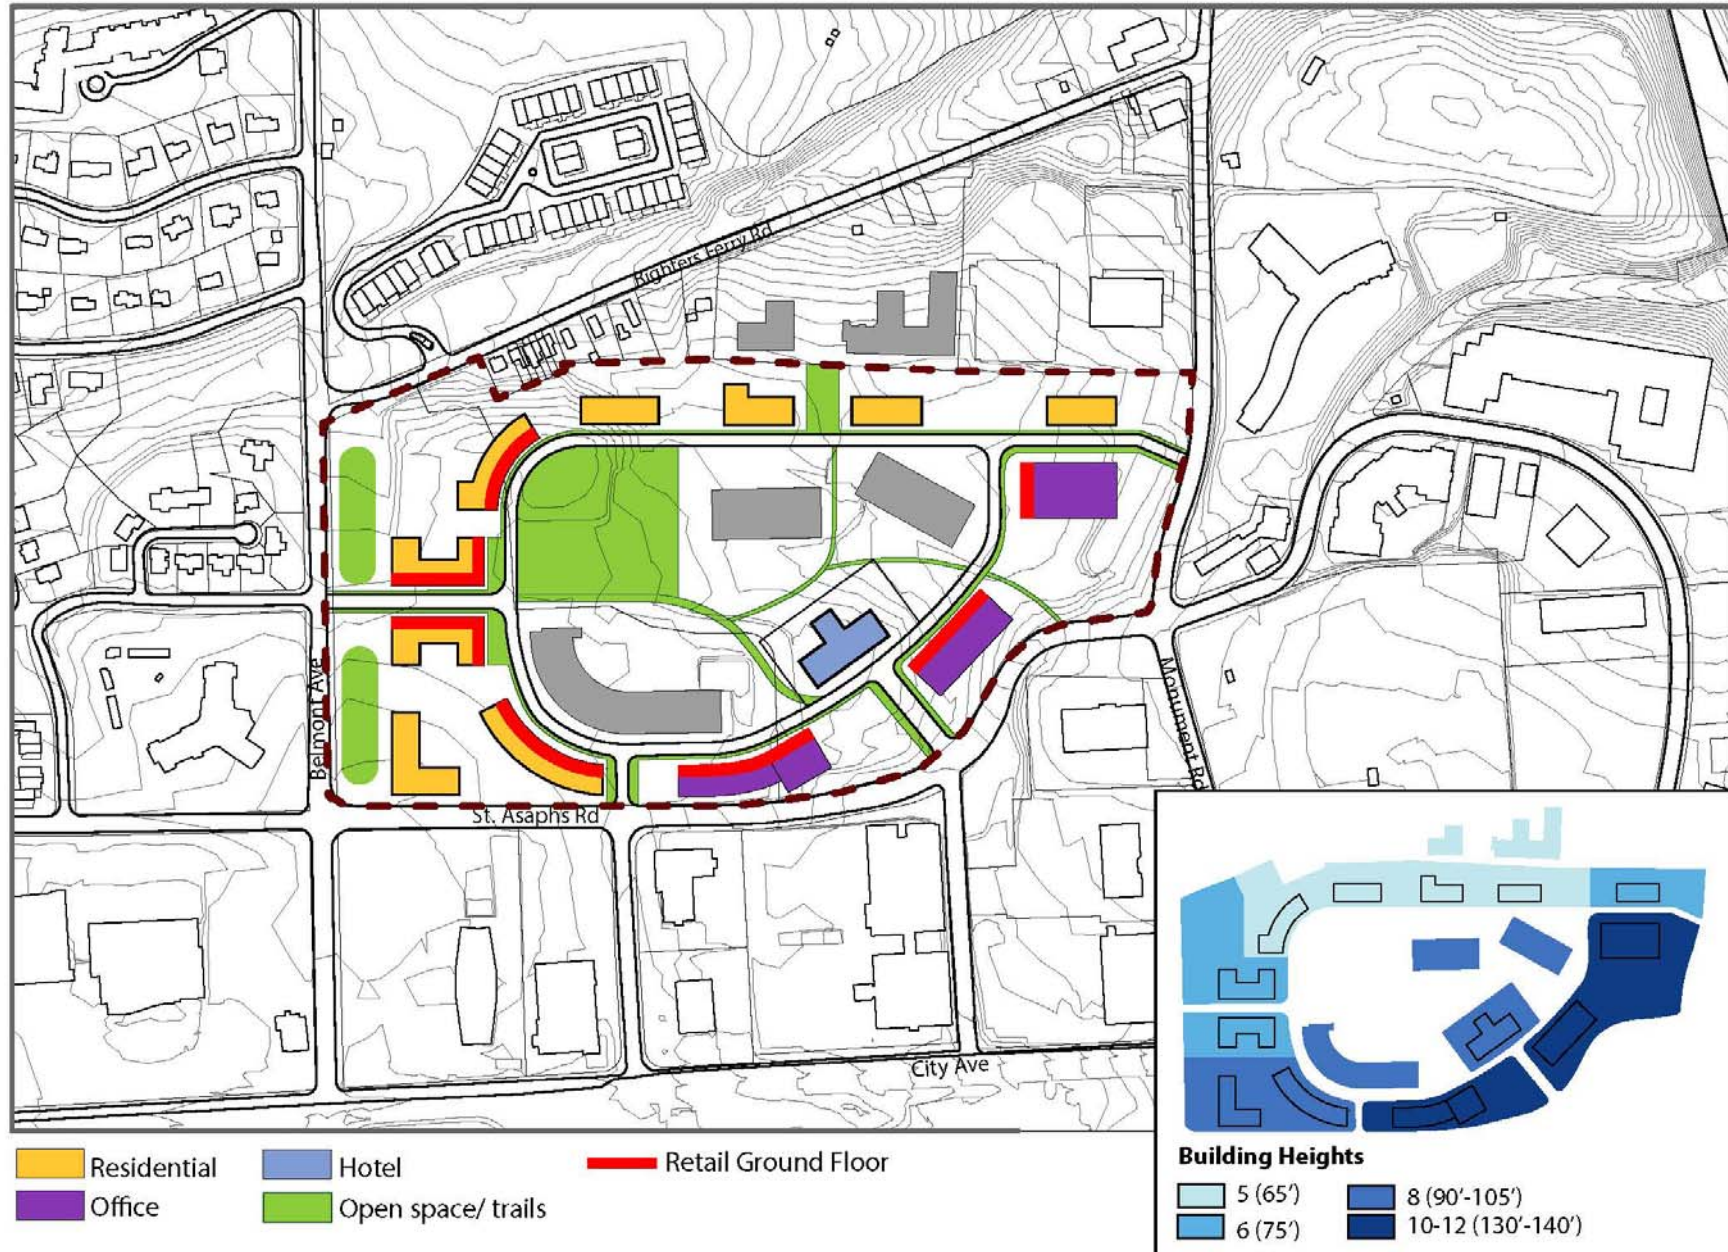 Righters Ferry Rd
Belmont Ave
Monument Rd
St. Asaphs Rd
City Ave
Residential
Office
Hotel
Open space/ trails
Retail Ground Floor
Building Heights
5 (65’)
6 (75’)
8 (90’-105’)
10-12 (130’-140’)